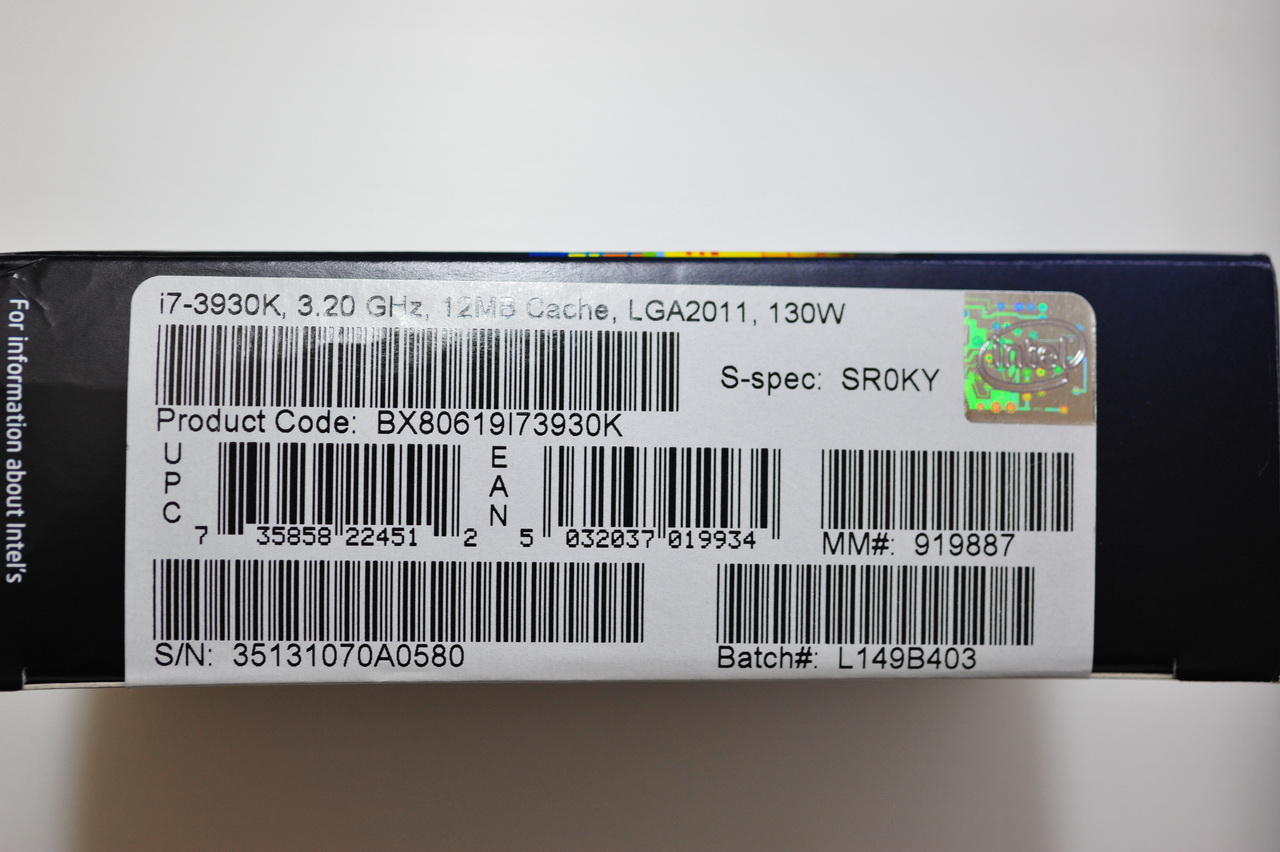 For information about Intel's
i7-3930K, 3.20 GHz, 12MB Cache, LGA2011, 130W
S-spec: SR0KY
intel
Product Code: BX80619I73930K
UPC
7 35858 22451 2
EAN
5 032037 019934
MM#: 919887
S/N: 35131070A0580
Batch#: L149B403